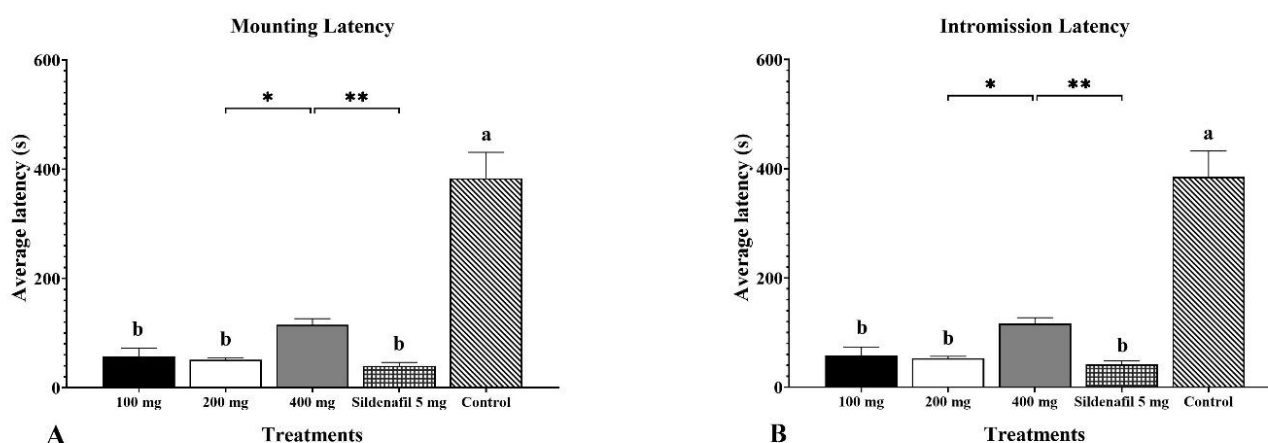 Mounting Latency
600
400
200
0
Average latency (s)
* **
a
b b b
100 mg 200 mg 400 mg Sildenafil 5 mg Control
A Treatments
Intromission Latency
600
400
200
0
Average latency (s)
* **
a
b b b
100 mg 200 mg 400 mg Sildenafil 5 mg Control
B Treatments